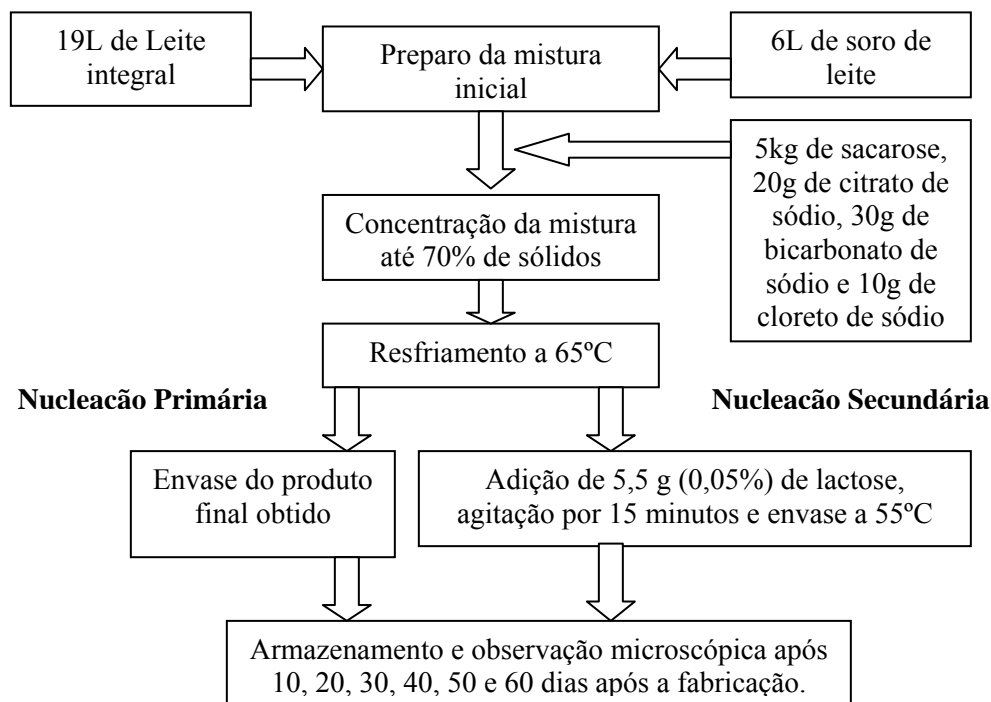 19L de Leite
integral
Preparo da mistura
inicial
6L de soro de
leite
5kg de sacarose,
20g de citrato de
sódio, 30g de
bicarbonato de
sódio e 10g de
cloreto de sódio
Concentração da mistura
até 70% de sólidos
Resfriamento a 65ºC
Nucleacão Primária
Nucleacão Secundária
Envase do produto
final obtido
Adição de 5,5 g (0,05%) de lactose,
agitação por 15 minutos e envase a 55ºC
Armazenamento e observação microscópica após
10, 20, 30, 40, 50 e 60 dias após a fabricação.